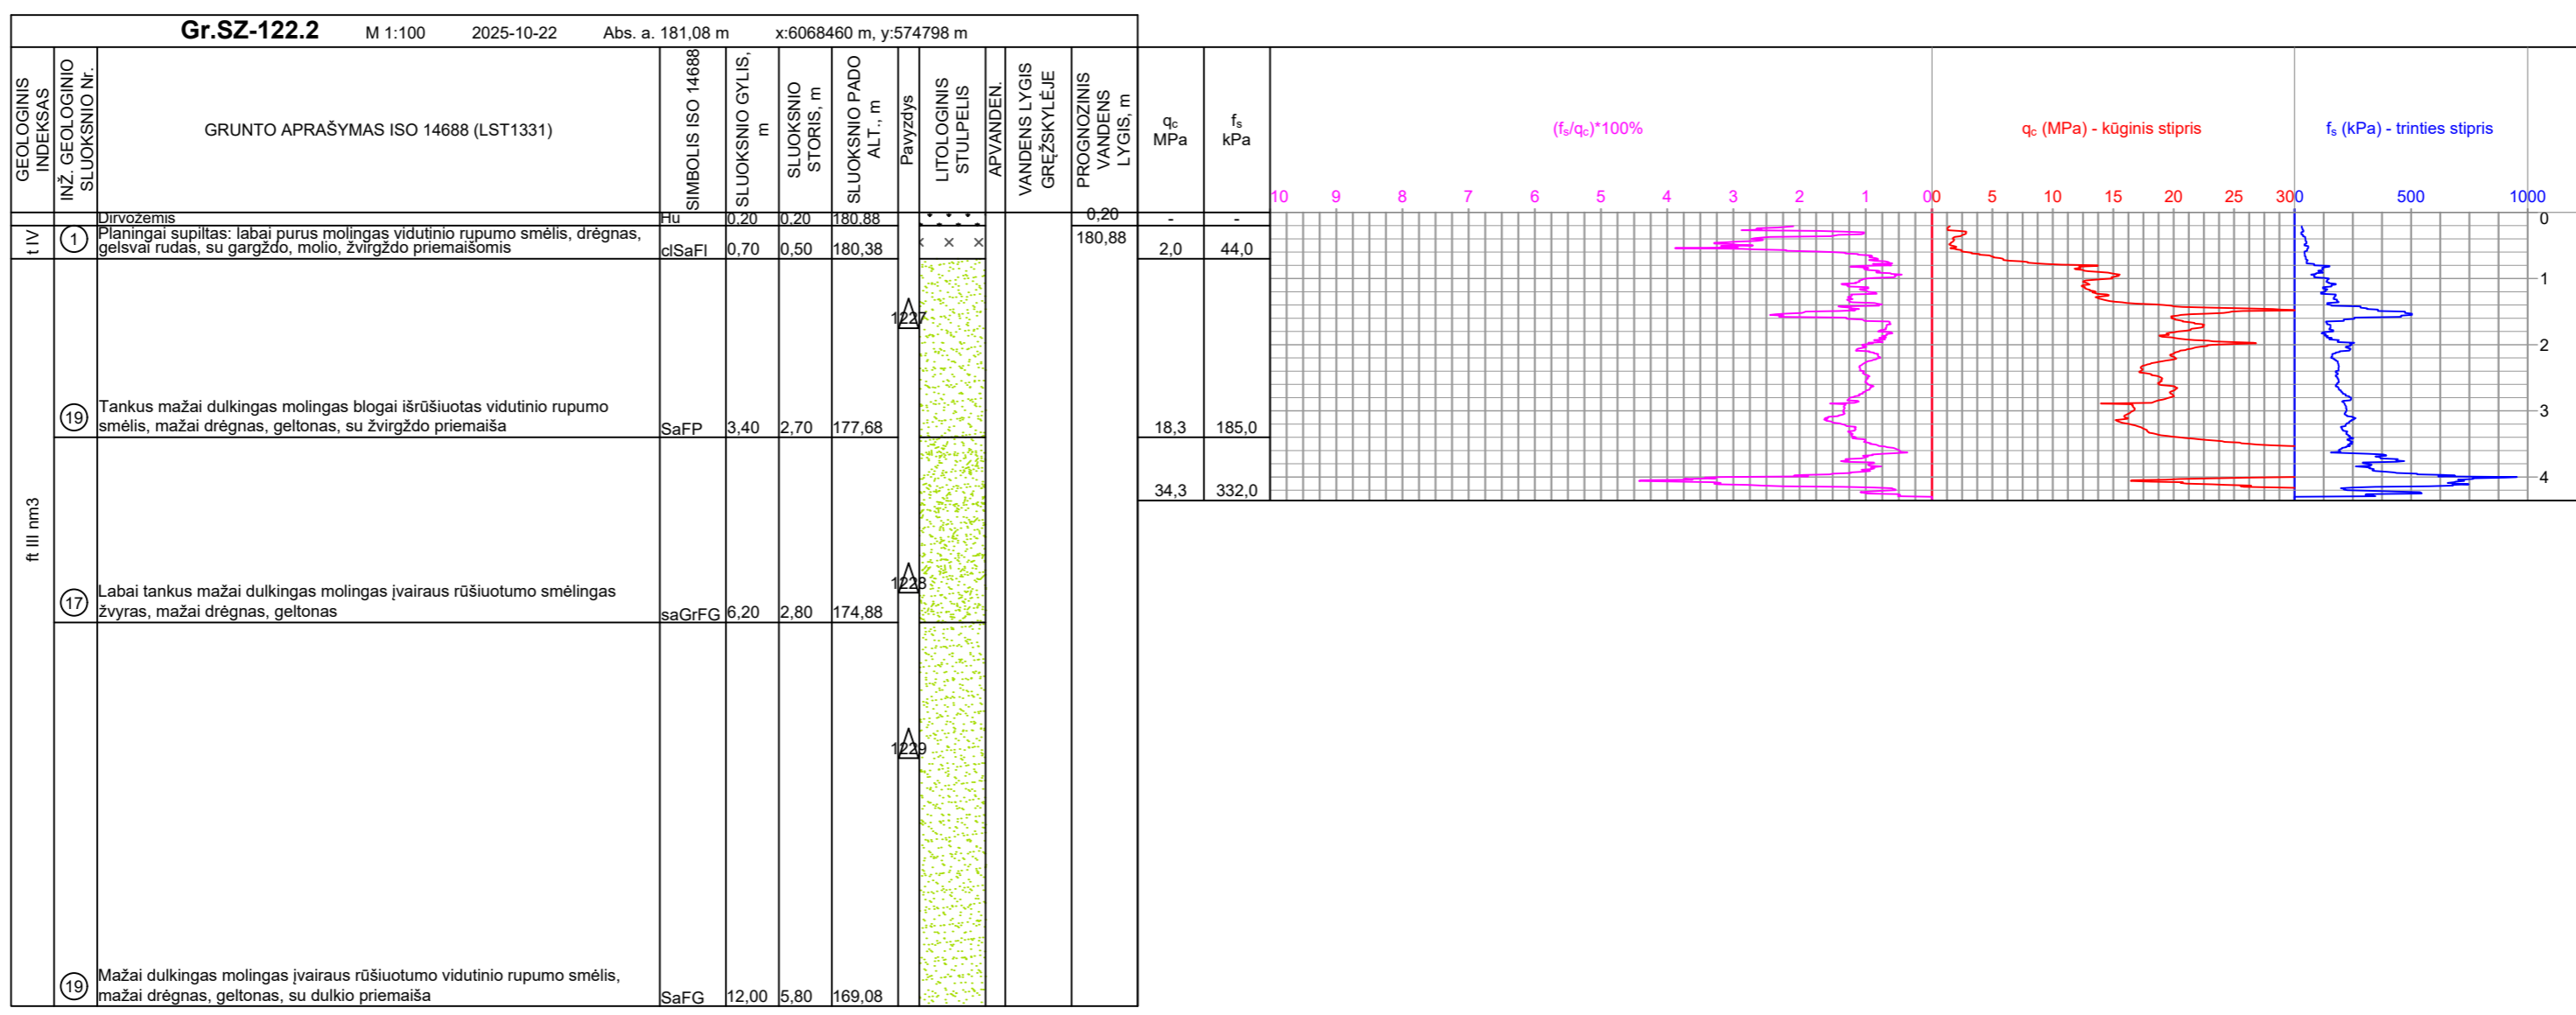 Gr.SZ-122.2 M 1:100 2025-10-22 Abs. a. 181,08 m x:6068460 m, y:574798 m
GEOLOGINIS
INDEKSAS
INŽ. GEOLOGINIO
SLUOKSNIO Nr.
GRUNTO APRAŠYMAS ISO 14688 (LST1331)
SIMBOLIS ISO 14688
SLUOKSNIO GYLIS,
m
SLUOKSNIO
STORIS, m
SLUOKSNIO PADO
ALT., m
Pavyzdys
LITOLOGINIS
STULPELIS
APVANDEN.
VANDENS LYGIS
GRĘŽSKYLĖJE
PROGNOZINIS
VANDENS
LYGIS, m
qc
MPa
fs
kPa
(fs/qc)*100%
qc (MPa) - kūginis stipris
fs (kPa) - trinties stipris
10 9 8 7 6 5 4 3 2 1 0
0 5 10 15 20 25 30
0 500 1000
Dirvožemis Hu 0,20 0,20 180,88 0,20 - - 0
t IV
1
Planingai supiltas: labai purus molingas vidutinio rupumo smėlis, drėgnas,
gelsvai rudas, su gargždo, molio, žvirgždo priemaišomis
clSaFl 0,70 0,50 180,38
180,88
2,0 44,0
1
1227
2
3
19
Tankus mažai dulkingas molingas blogai išrūšiuotas vidutinio rupumo
smėlis, mažai drėgnas, geltonas, su žvirgždo priemaiša
SaFP 3,40 2,70 177,68
18,3 185,0
4
34,3 332,0
ft III nm3
1228
17
Labai tankus mažai dulkingas molingas įvairaus rūšiuotumo smėlingas
žvyras, mažai drėgnas, geltonas
saGrFG 6,20 2,80 174,88
1229
19
Mažai dulkingas molingas įvairaus rūšiuotumo vidutinio rupumo smėlis,
mažai drėgnas, geltonas, su dulkio priemaiša
SaFG 12,00 5,80 169,08